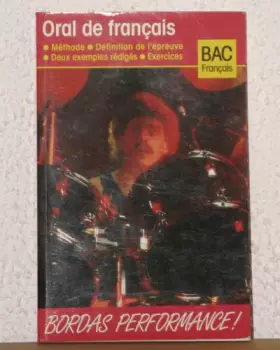 Oral de français
● Méthode ● Définition de l'épreuve
● Deux exemples rédigés ● Exercices
BAC
Français
BORDAS PERFORMANCE!